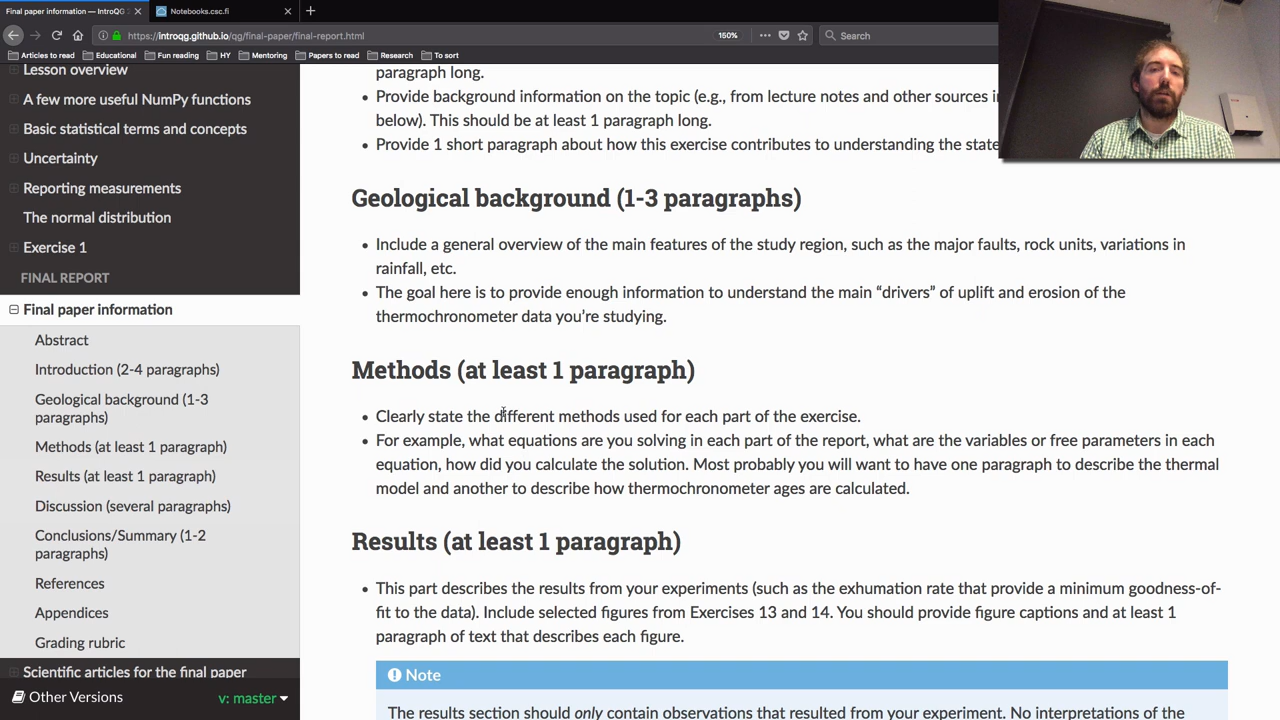 Final paper information — IntroQG
Notebooks.csc.fi
https://introqg.github.io/qg/final-paper/final-report.html
150%
Search
Articles to read
Educational
Fun reading
HY
Mentoring
Papers to read
Research
To sort
Lesson overview
A few more useful NumPy functions
Basic statistical terms and concepts
Uncertainty
Reporting measurements
The normal distribution
Exercise 1
FINAL REPORT
Final paper information
Abstract
Introduction (2-4 paragraphs)
Geological background (1-3
paragraphs)
Methods (at least 1 paragraph)
Results (at least 1 paragraph)
Discussion (several paragraphs)
Conclusions/Summary (1-2
paragraphs)
References
Appendices
Grading rubric
Scientific articles for the final paper
Other Versions
v: master
paragraph long.
• Provide background information on the topic (e.g., from lecture notes and other sources
below). This should be at least 1 paragraph long.
• Provide 1 short paragraph about how this exercise contributes to understanding the state
Geological background (1-3 paragraphs)
• Include a general overview of the main features of the study region, such as the major faults, rock units, variations in
rainfall, etc.
• The goal here is to provide enough information to understand the main “drivers” of uplift and erosion of the
thermochronometer data you’re studying.
Methods (at least 1 paragraph)
• Clearly state the different methods used for each part of the exercise.
• For example, what equations are you solving in each part of the report, what are the variables or free parameters in each
equation, how did you calculate the solution. Most probably you will want to have one paragraph to describe the thermal
model and another to describe how thermochronometer ages are calculated.
Results (at least 1 paragraph)
• This part describes the results from your experiments (such as the exhumation rate that provide a minimum goodness-of-
fit to the data). Include selected figures from Exercises 13 and 14. You should provide figure captions and at least 1
paragraph of text that describes each figure.
Note
The results section should only contain observations that resulted from your experiment. No interpretations of the